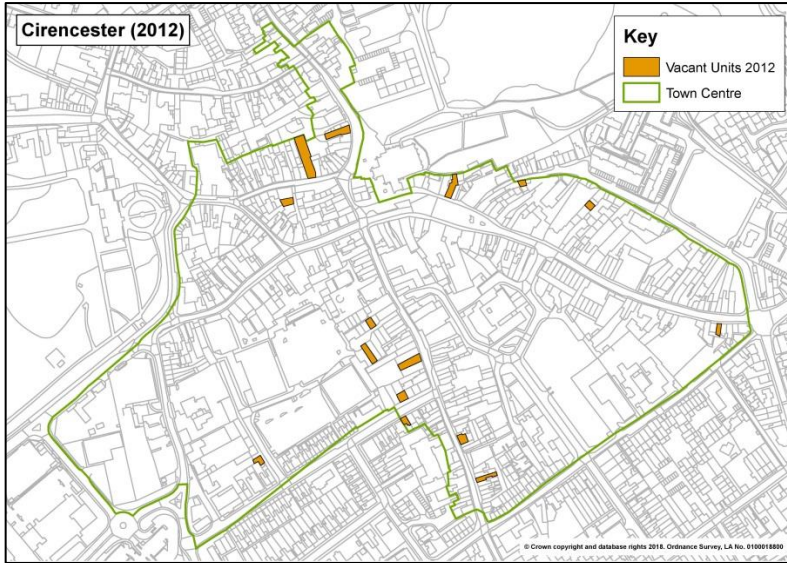 Cirencester (2012)
Key
Vacant Units 2012
Town Centre
© Crown copyright and database rights 2018. Ordnance Survey, LA No. 0100018800